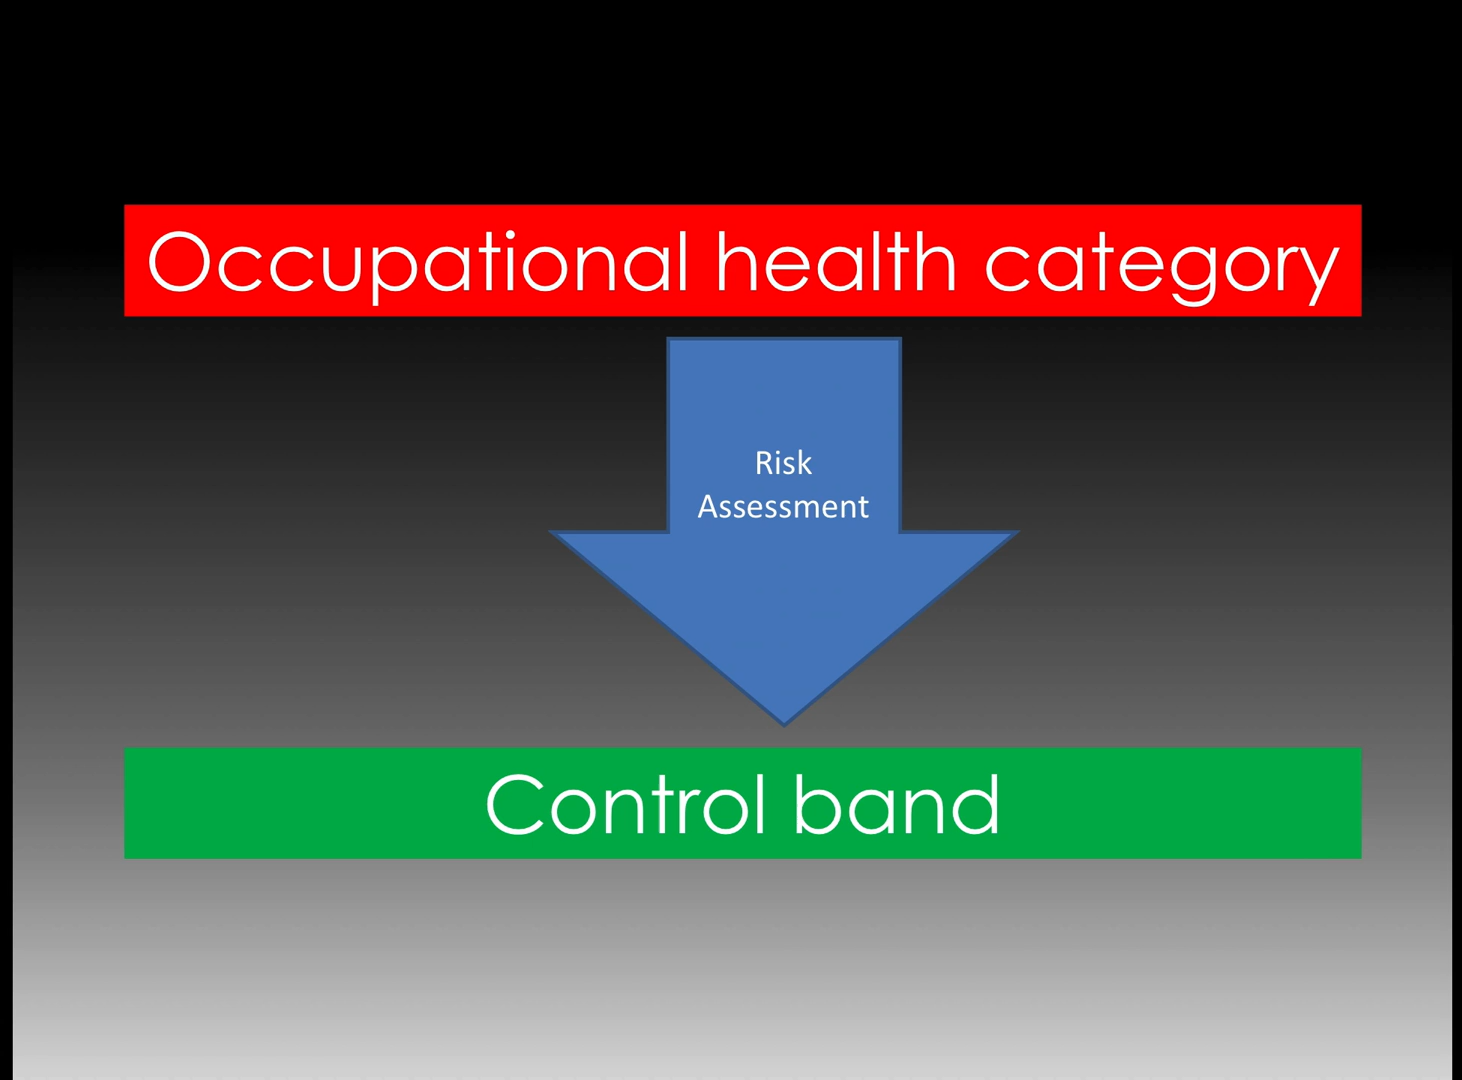 Occupational health category
Risk
Assessment
Control band